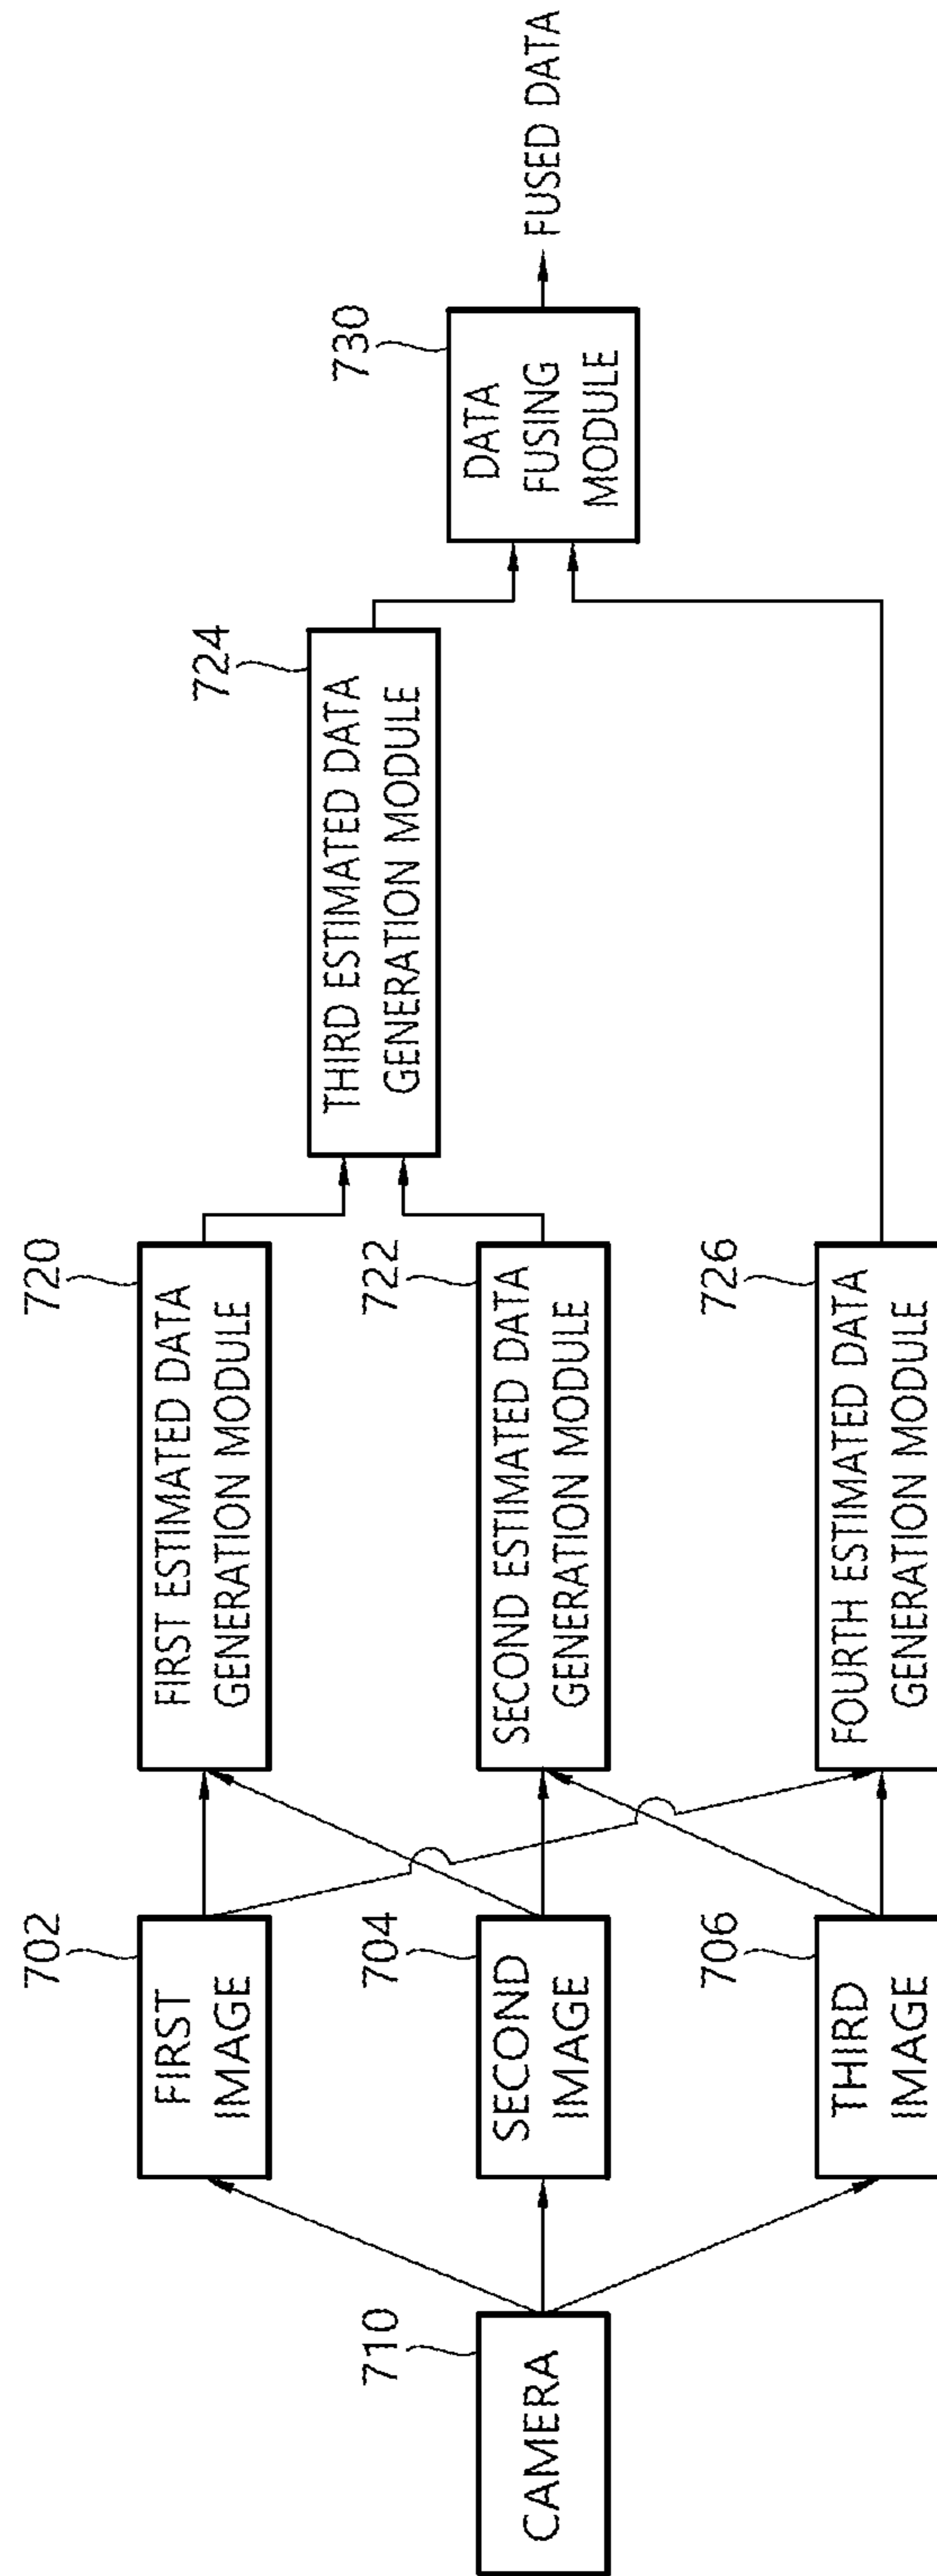 710
CAMERA
702
FIRST
IMAGE
704
SECOND
IMAGE
706
THIRD
IMAGE
720
FIRST ESTIMATED DATA
GENERATION MODULE
722
SECOND ESTIMATED DATA
GENERATION MODULE
726
FOURTH ESTIMATED DATA
GENERATION MODULE
724
THIRD ESTIMATED DATA
GENERATION MODULE
730
DATA
FUSING
MODULE
FUSED DATA